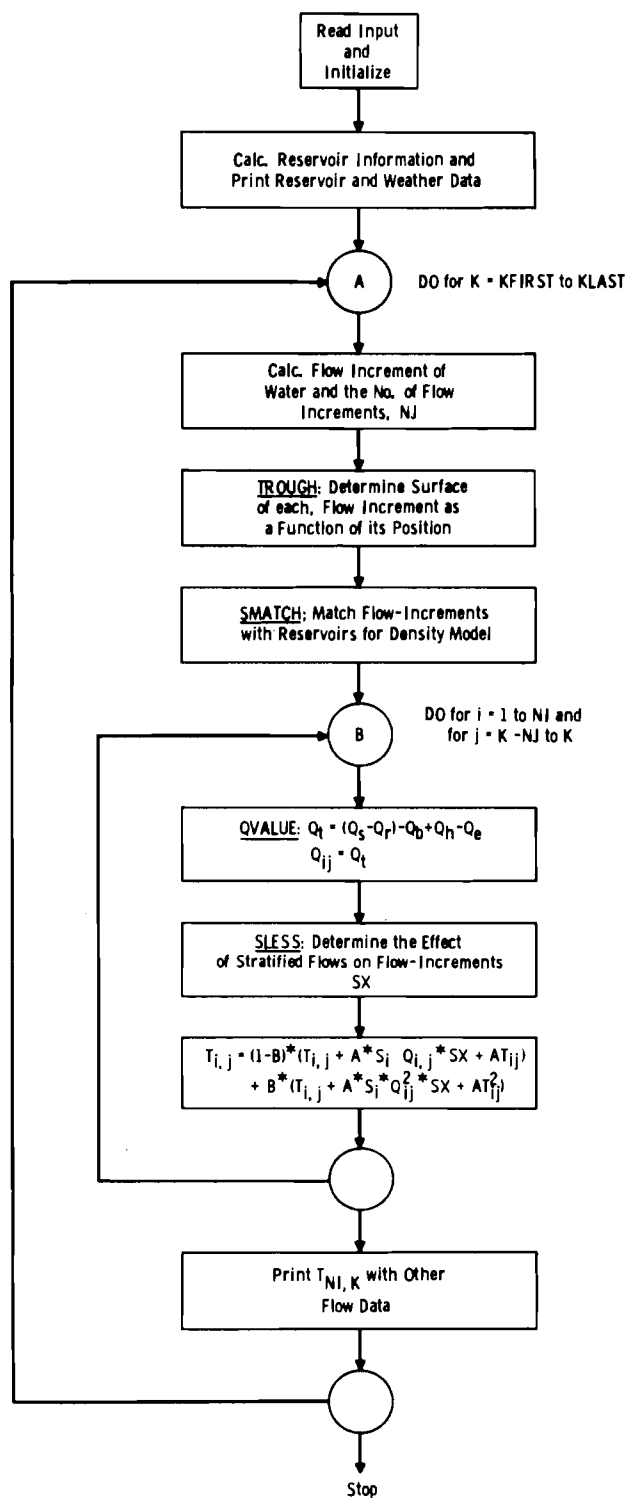 Read Input
and
Initialize
Calc. Reservoir Information and
Print Reservoir and Weather Data
A
DO for K = KFIRST to KLAST
Calc. Flow Increment of
Water and the No. of Flow
Increments, NJ
TROUGH: Determine Surface
of each, Flow Increment as
a Function of its Position
SMATCH; Match Flow-Increments
with Reservoirs for Density Model
B
DO for i = 1 to NI and
for j = K -NJ to K
QVALUE: Qt = (Qs-Qr)-Qb+Qh-Qe
Qij = Qt
SLESS: Determine the Effect
of Stratified Flows on Flow-Increments
SX
Ti, j = (1-B)*(Ti, j + A*Si Qi, j*SX + ATij)
+ B*(Ti, j + A*Si*Qij²*SX + ATij²)
Print TNI, K with Other
Flow Data
Stop